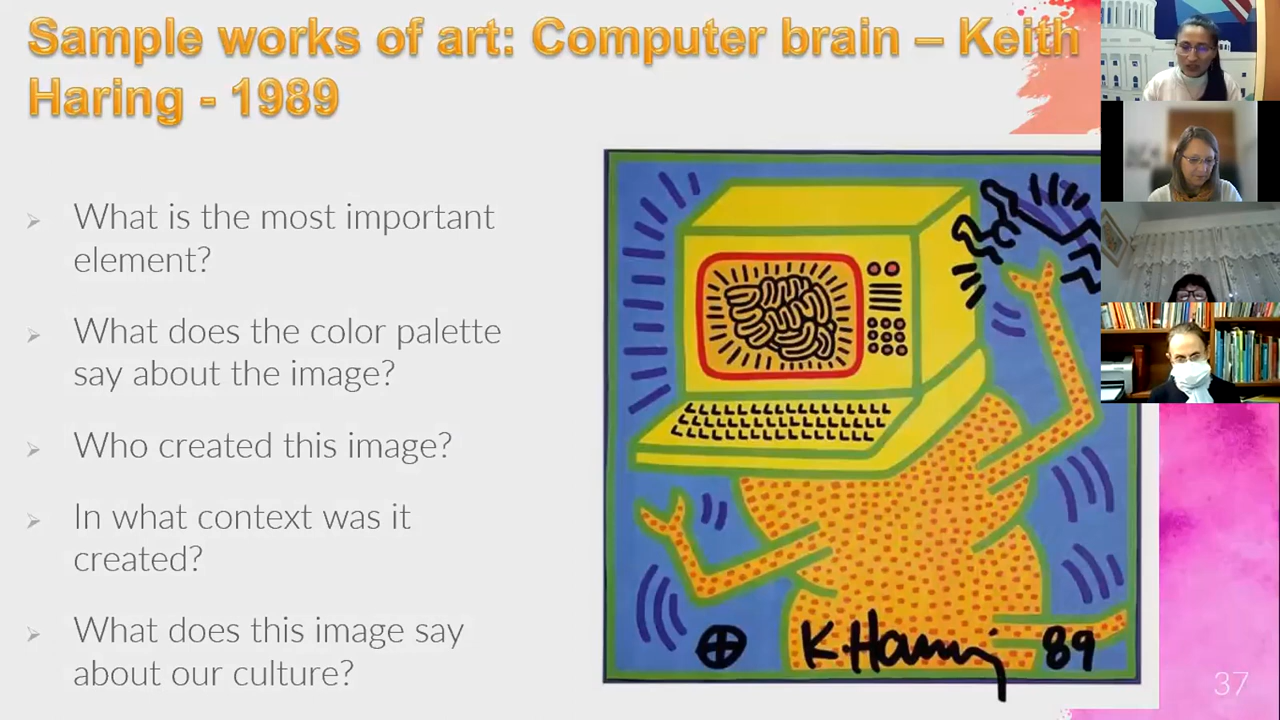 Sample works of art: Computer brain – Keith
Haring - 1989
What is the most important
element?
What does the color palette
say about the image?
Who created this image?
In what context was it
created?
What does this image say
about our culture?
K. Haring 89
37